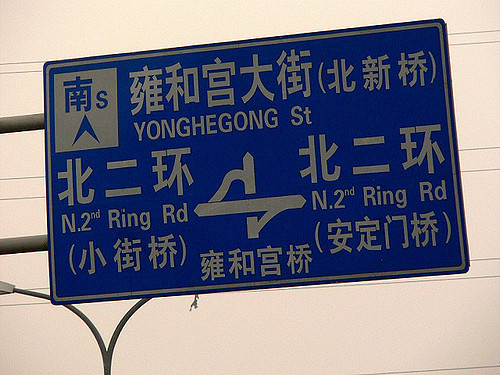 南S
雍和宫大街(北新桥)
YONGHEGONG St
北二环
N.2nd Ring Rd
(小街桥)
北二环
N.2nd Ring Rd
(安定门桥)
雍和宫桥